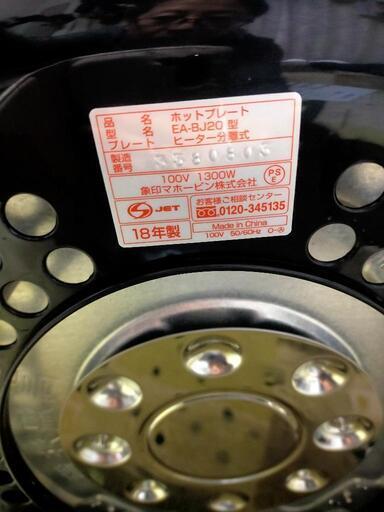 品名 ホットプレート
型名 EA-BJ20 型
プレート ヒーター分離式
製造番号
100V 1300W
象印マホービン株式会社
PS E
S JET
お客様ご相談センター
0120-345135
18年製
Made in China
100V 50/60Hz